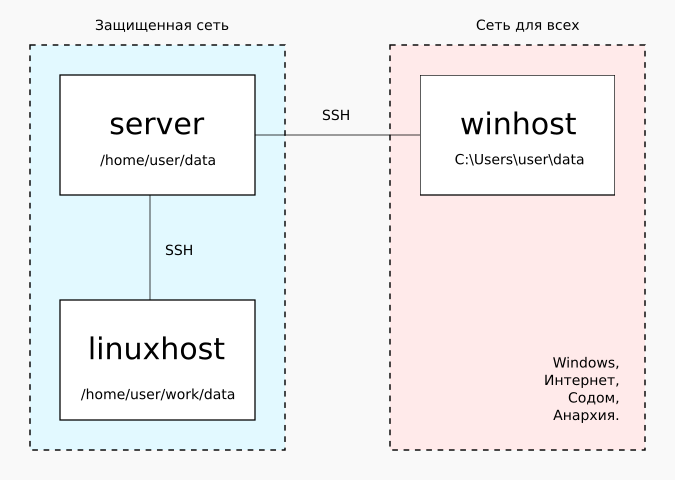 Защищенная сеть
Сеть для всех
server
/home/user/data
SSH
winhost
C:\Users\user\data
SSH
linuxhost
/home/user/work/data
Windows,
Интернет,
Содом,
Анархия.